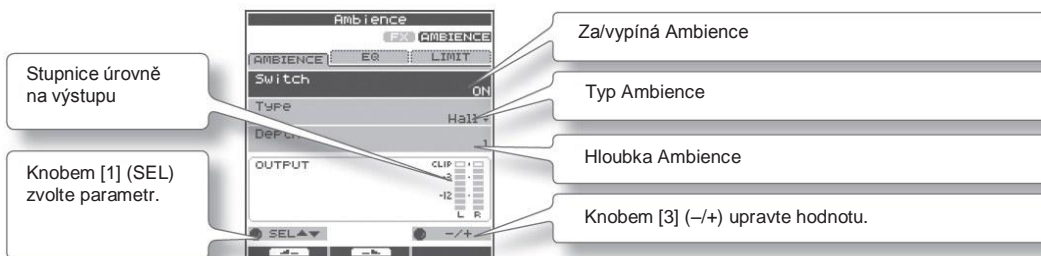 Stupnice úrovně
na výstupu
Knobem [1] (SEL)
zvolte parametr.
Ambience
FX AMBIENCE
AMBIENCE EQ LIMIT
Switch
ON
Type
Hall
1
OUTPUT
CLIP
-12
L R
SEL▲▼
–/+
Za/vypíná Ambience
Typ Ambience
Hloubka Ambience
Knobem [3] (–/+) upravte hodnotu.